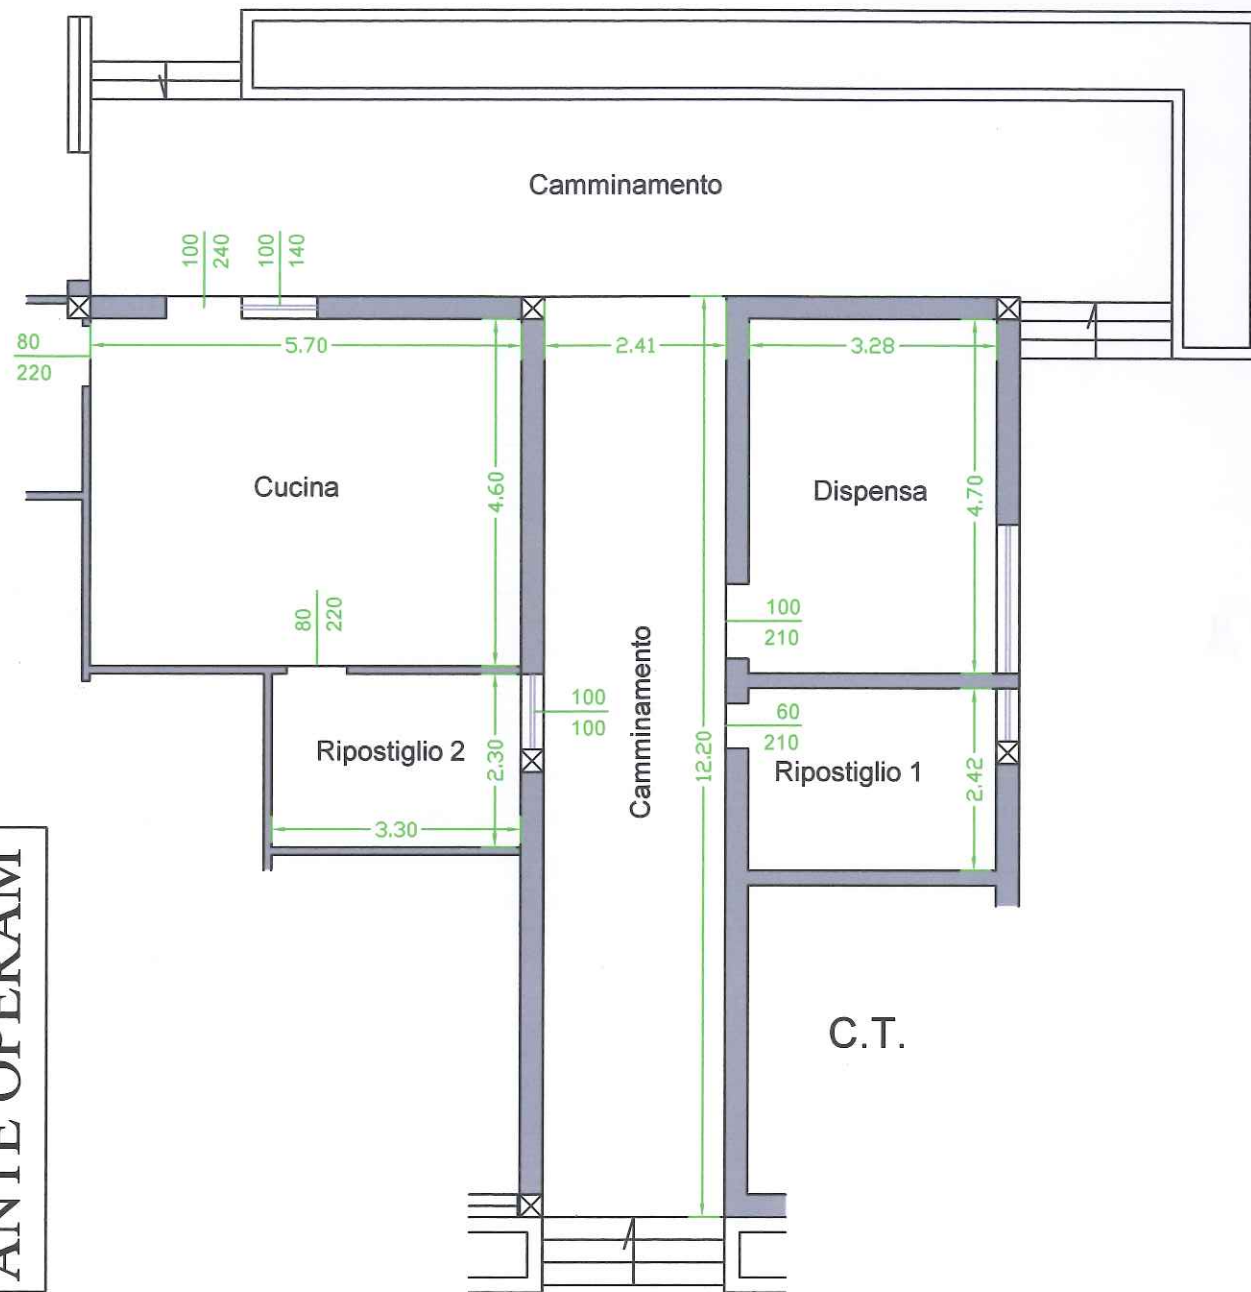 Camminamento
100
240
100
140
80
220
5.70
2.41
3.28
Cucina
4.60
Dispensa
4.70
80
220
100
210
Camminamento
100
100
60
210
Ripostiglio 2
2.30
12.20
Ripostiglio 1
2.42
3.30
ANTE OPERAM
C.T.